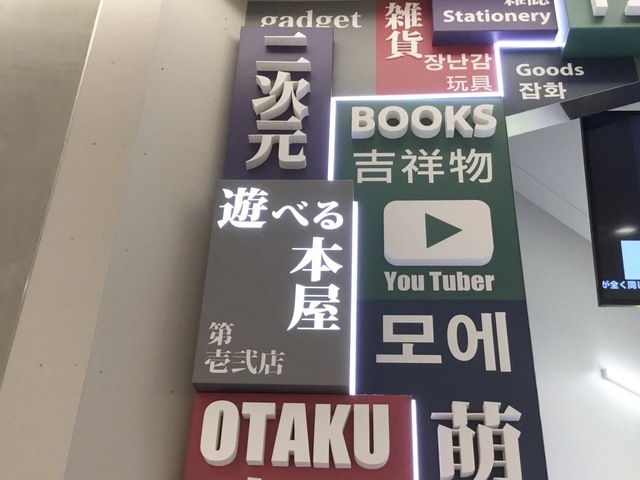 gadget
雑貨
장난감
玩具
Stationery
Goods
잡화
二次元
BOOKS
吉祥物
You Tuber
遊べる
本屋
第
壱弐店
모에
萌
OTAKU